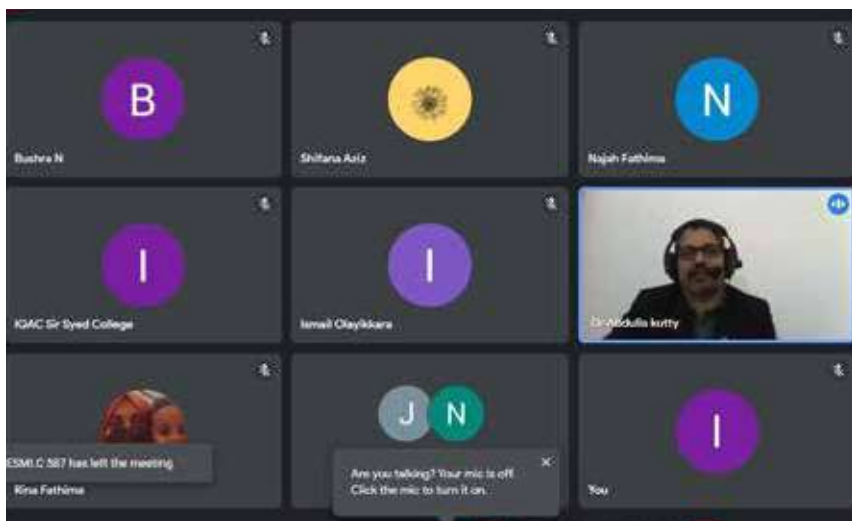 B
Bushra N
Shifana Aziz
N
Najah Fathima
I
IQAC Sir Syed College
I
Ismail Olayikkara
Dr Abdulla kutty
ESMLC 587 has left the meeting
Rina Fathima
J
N
Are you talking? Your mic is off.
Click the mic to turn it on.
I
You